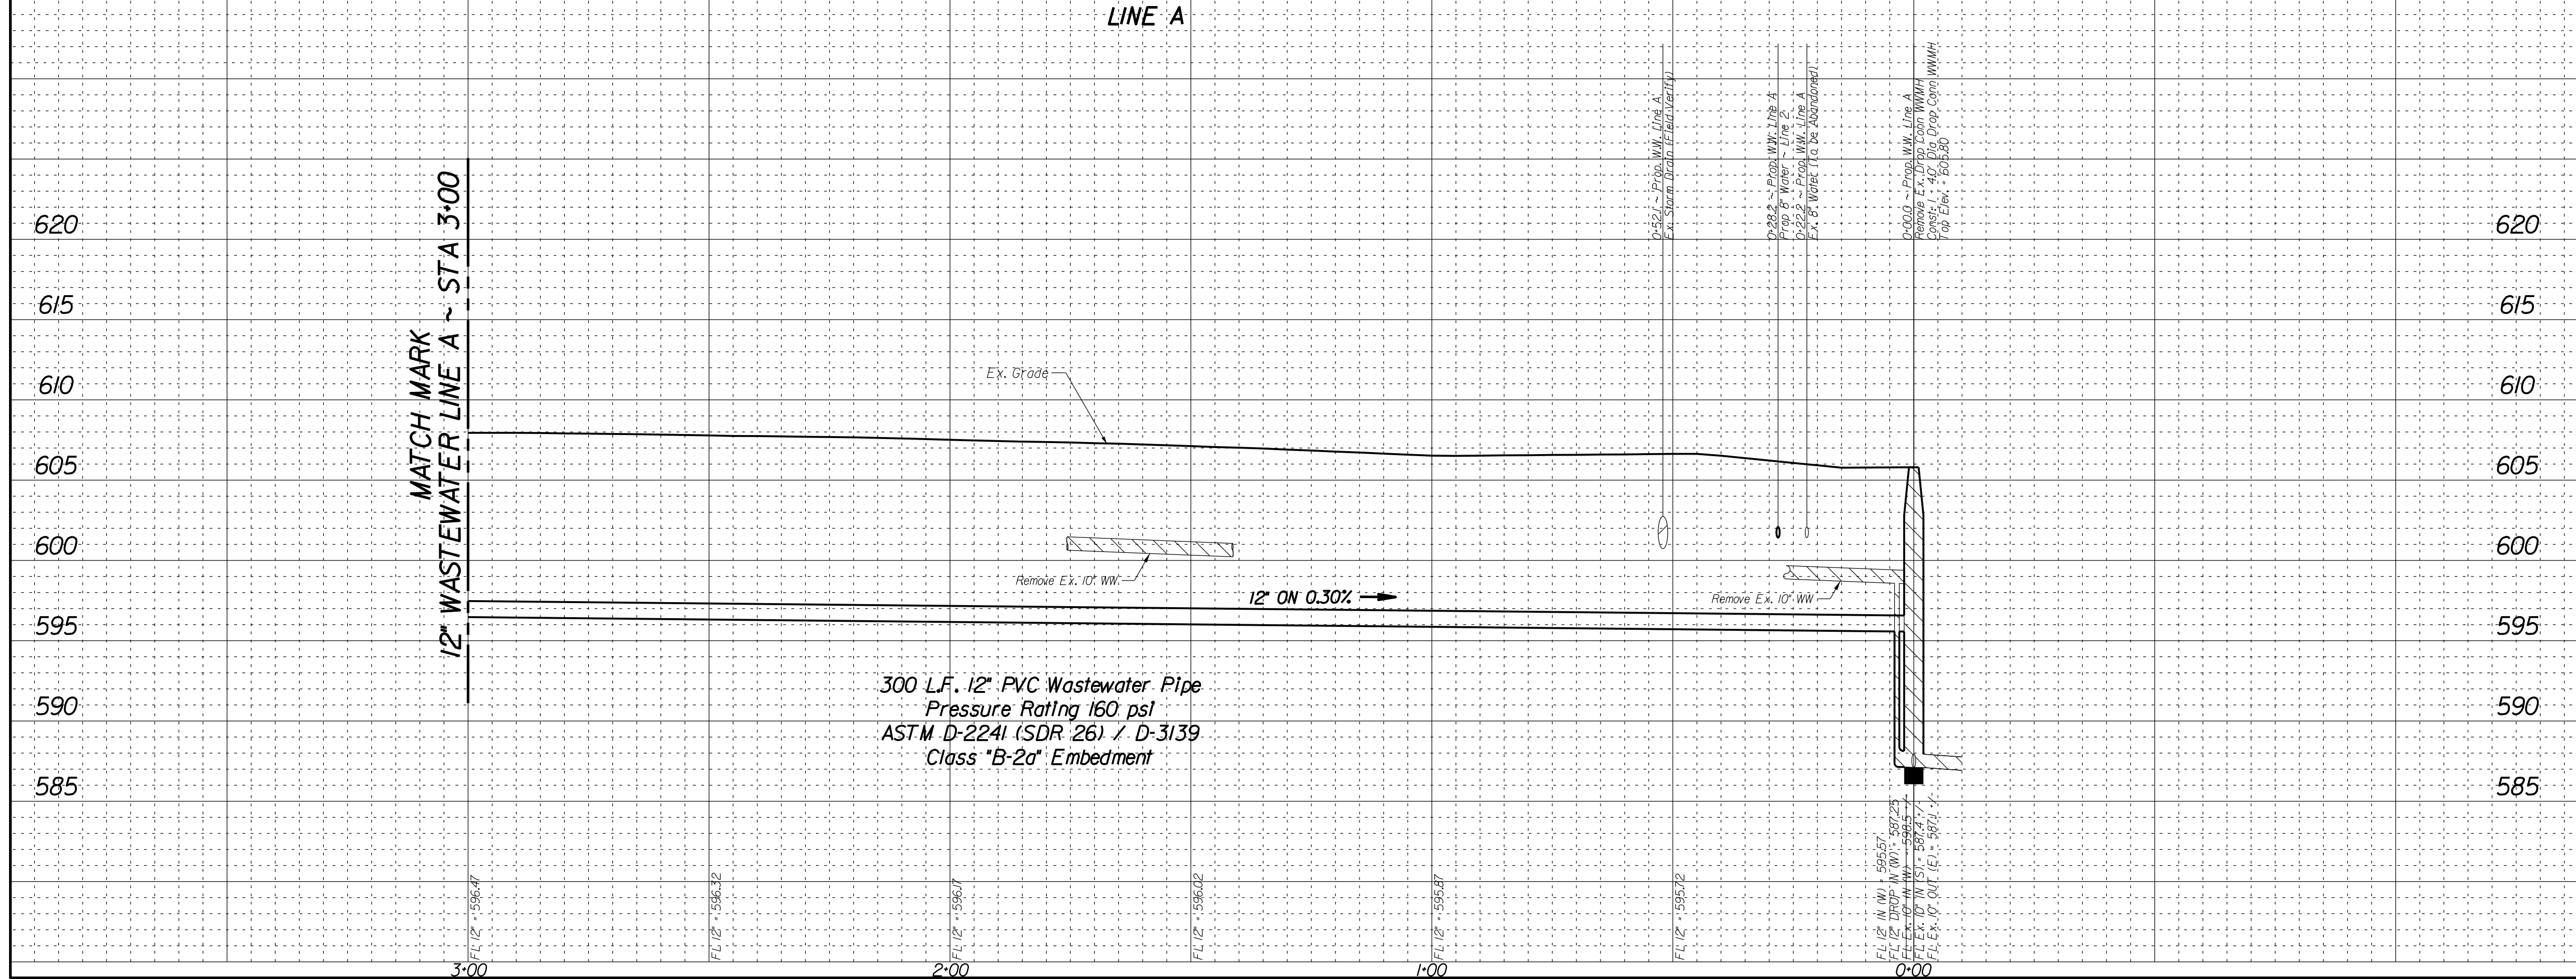 LINE A
0+52.1 ~ Prop. W.W. Line A
Ex. Storm Drain (Field Verify)
0+28.2 ~ Prop. W.W. Line A
Prop 8" Water ~ Line 2
0+22.2 ~ Prop. W.W. Line A
Ex. 8" Water (To be Abandoned)
0+00.0 ~ Prop. W.W. Line A
Remove Ex. Drop Conn WWMH
Const: 1 - 4.0' Dia Drop Conn WWMH
Top Elev. = 605.80
MATCH MARK
12" WASTEWATER LINE A ~ STA 3+00
620
620
615
615
610
610
Ex. Grade
605
605
600
600
Remove Ex. 10" WW
12" ON 0.30%
Remove Ex. 10" WW
595
595
300 L.F. 12" PVC Wastewater Pipe
Pressure Rating 160 psi
ASTM D-2241 (SDR 26) / D-3139
Class "B-2a" Embedment
590
590
585
585
FL 12" = 596.47
FL 12" = 596.32
FL 12" = 596.17
FL 12" = 596.02
FL 12" = 595.87
FL 12" = 595.72
FL 12" IN (W) = 595.57
FL 12" DROP IN (W) = 587.25
FL Ex. 10" IN (W) = 598.5 +/-
FL Ex. 10" IN (S) = 587.4 +/-
FL Ex. 10" OUT (E) = 587.1 +/-
3+00
2+00
1+00
0+00